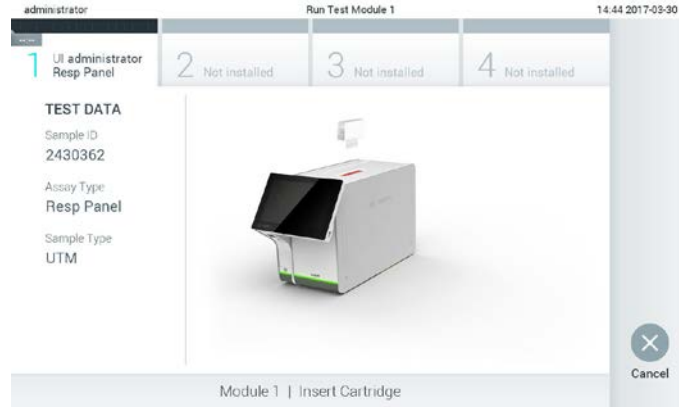 administrator
Run Test Module 1
14:44 2017-03-30
1 UI administrator
Resp Panel
2 Not installed
3 Not installed
4 Not installed
TEST DATA
Sample ID
2430362
Assay Type
Resp Panel
Sample Type
UTM
Cancel
Module 1 | Insert Cartridge